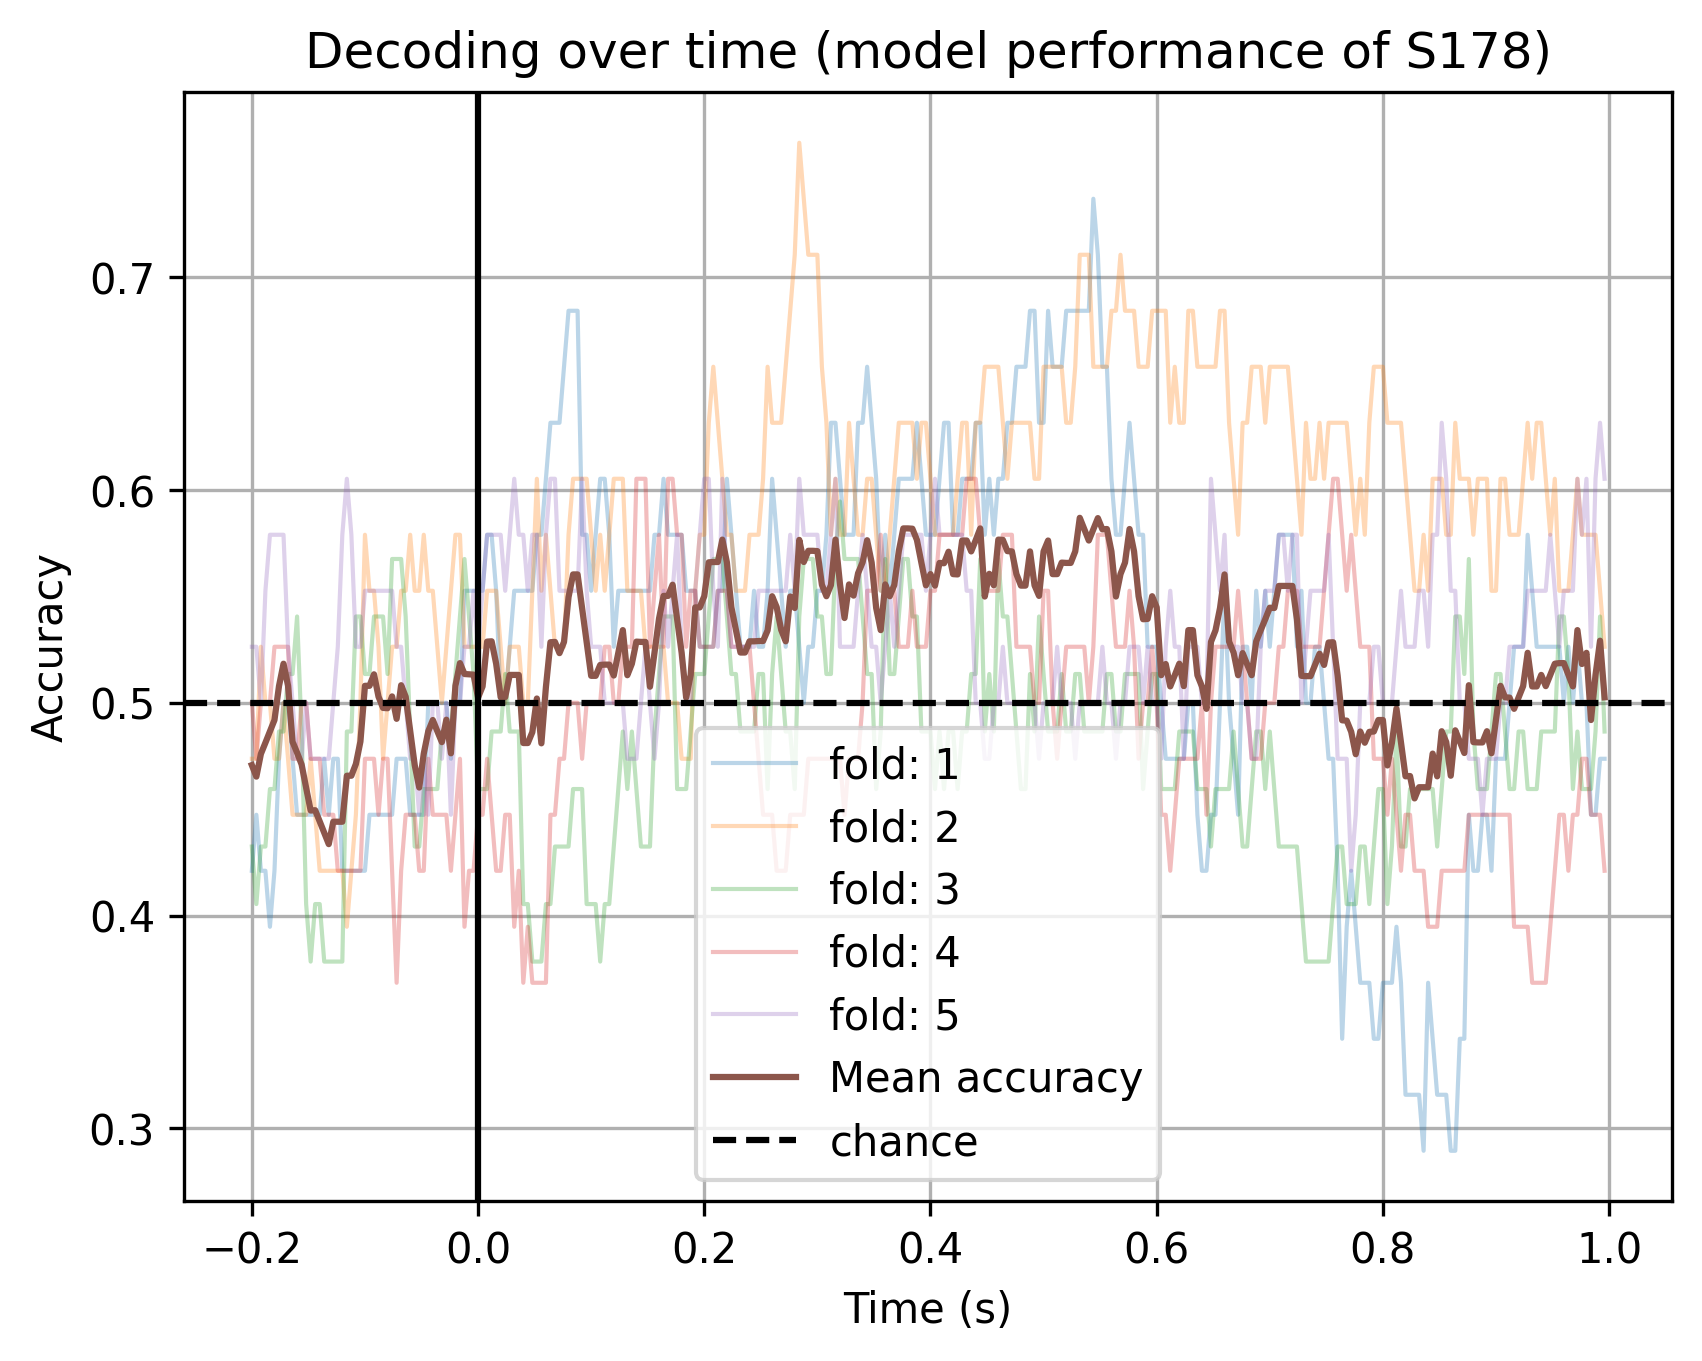 Decoding over time (model performance of S178)
Accuracy
0.7
0.6
0.5
0.4
0.3
fold: 1
fold: 2
fold: 3
fold: 4
fold: 5
Mean accuracy
chance
−0.2 0.0 0.2 0.4 0.6 0.8 1.0
Time (s)